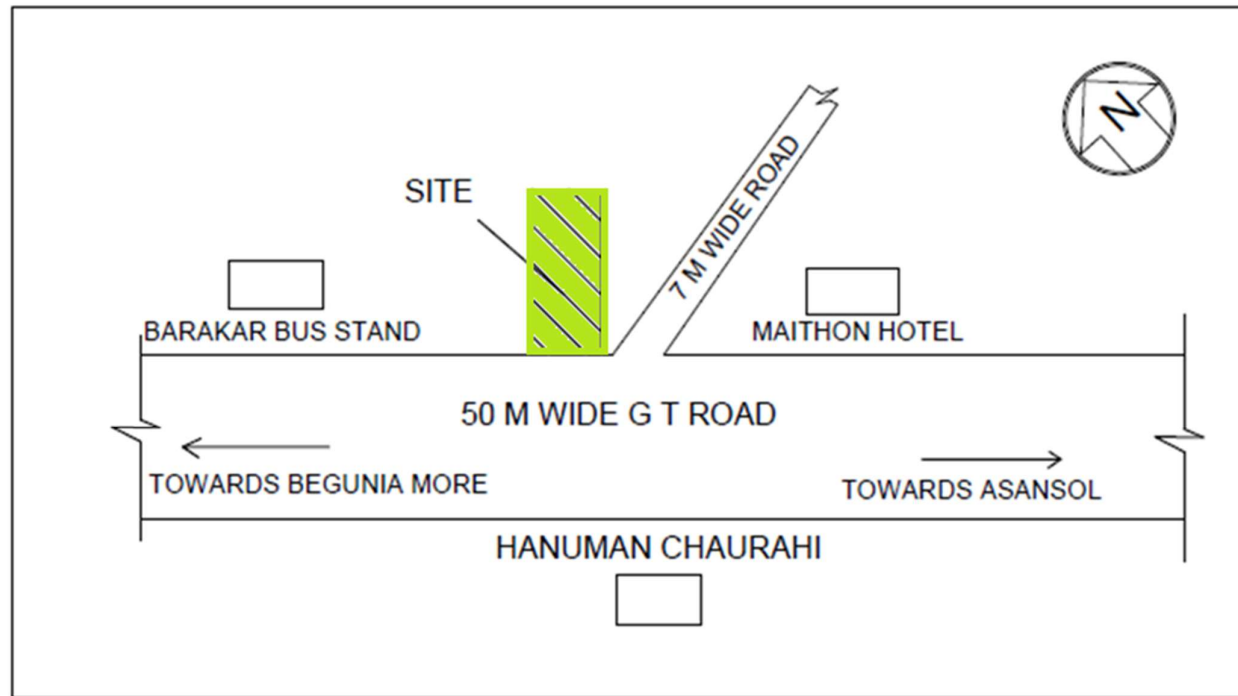 N
7 M WIDE ROAD
SITE
BARAKAR BUS STAND
MAITHON HOTEL
50 M WIDE G T ROAD
TOWARDS BEGUNIA MORE
TOWARDS ASANSOL
HANUMAN CHAURAHI